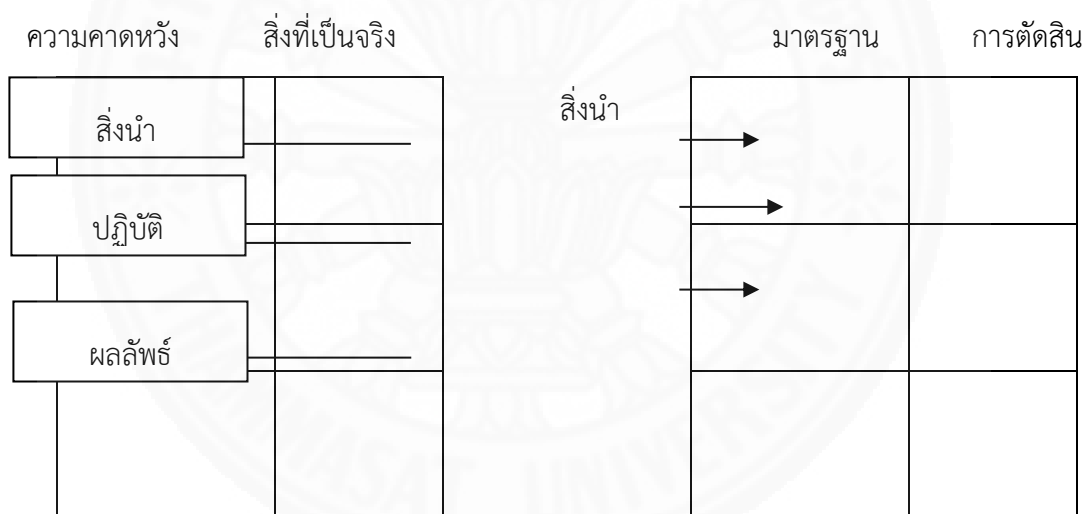 ความคาดหวัง สิ่งที่เป็นจริง มาตรฐาน การตัดสิน
สิ่งนำ สิ่งนำ
ปฏิบัติ
ผลลัพธ์
THAMMASAT UNIVERSITY